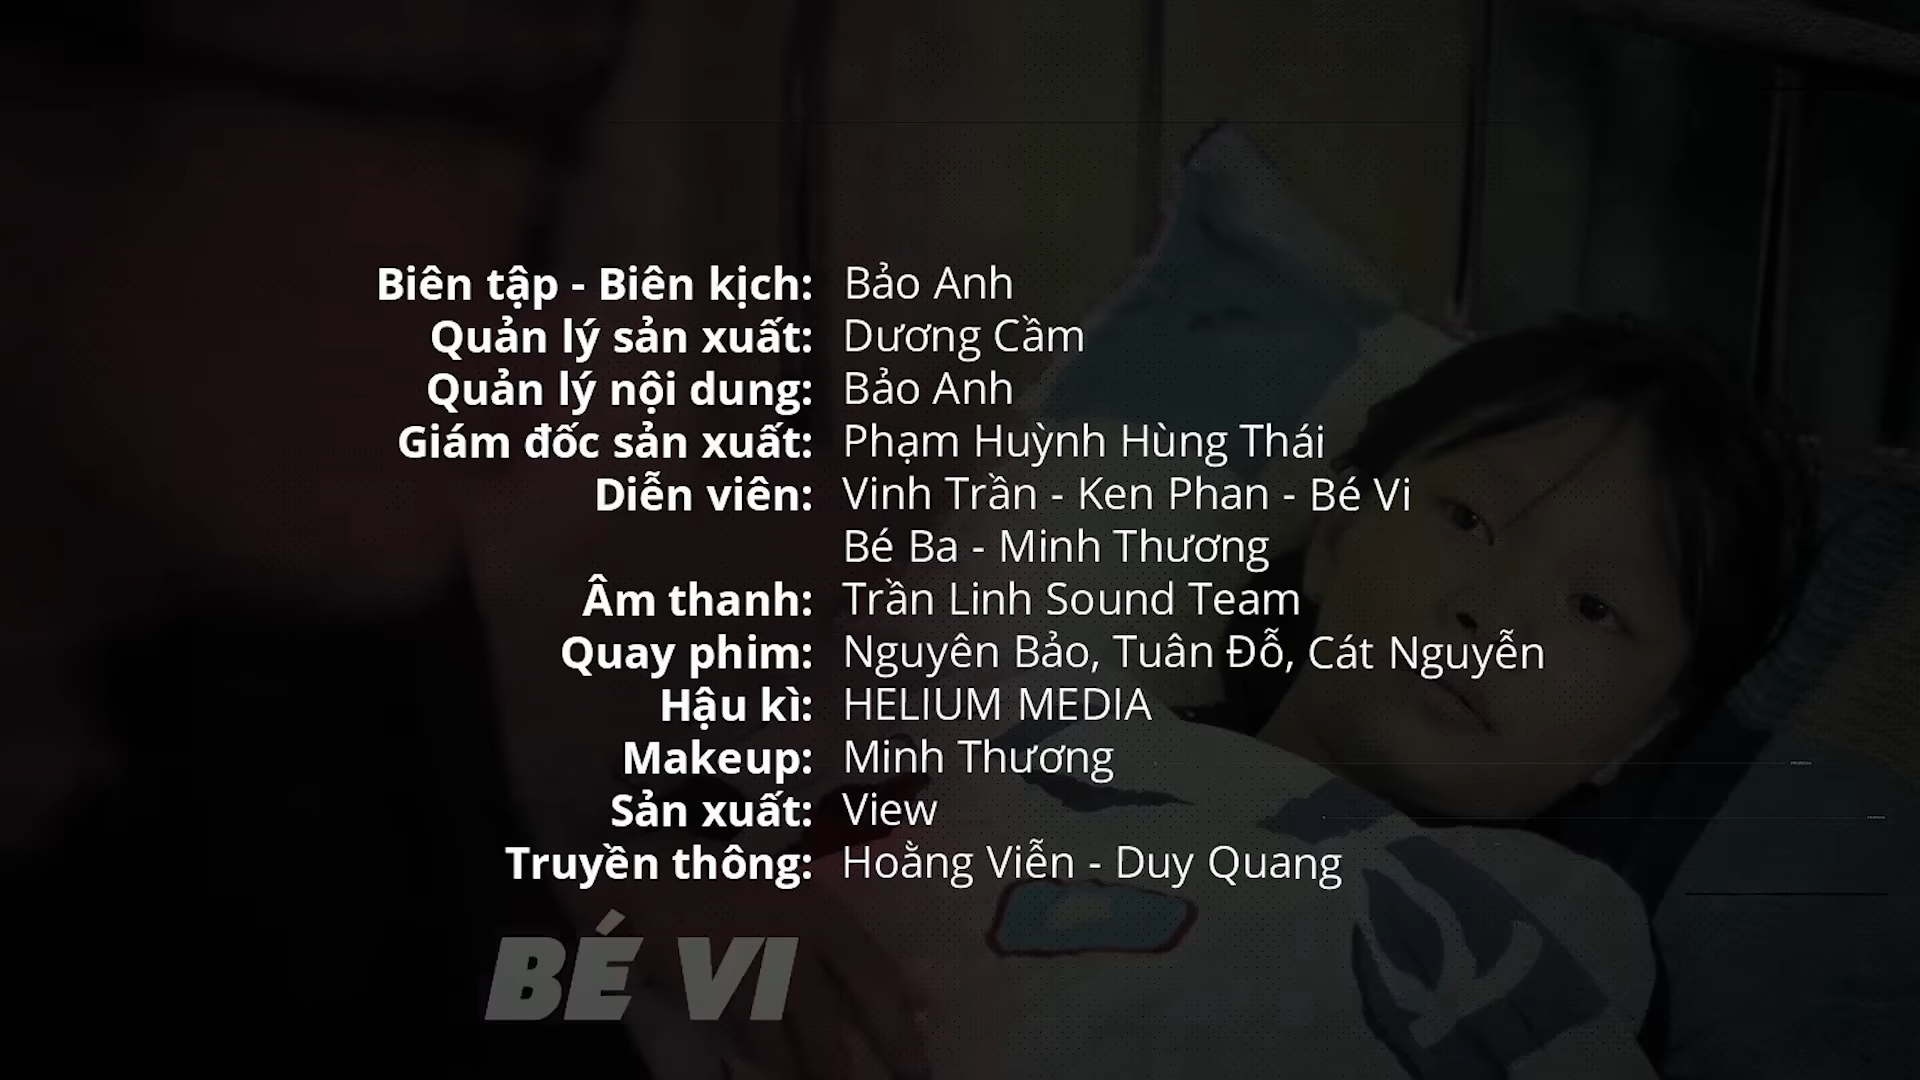 Biên tập - Biên kịch: Bảo Anh
Quản lý sản xuất: Dương Cầm
Quản lý nội dung: Bảo Anh
Giám đốc sản xuất: Phạm Huỳnh Hùng Thái
Diễn viên: Vinh Trần - Ken Phan - Bé Vi
Bé Ba - Minh Thương
Âm thanh: Trần Linh Sound Team
Quay phim: Nguyên Bảo, Tuân Đỗ, Cát Nguyễn
Hậu kì: HELIUM MEDIA
Makeup: Minh Thương
Sản xuất: View
Truyền thông: Hoằng Viễn - Duy Quang
BÉ VI